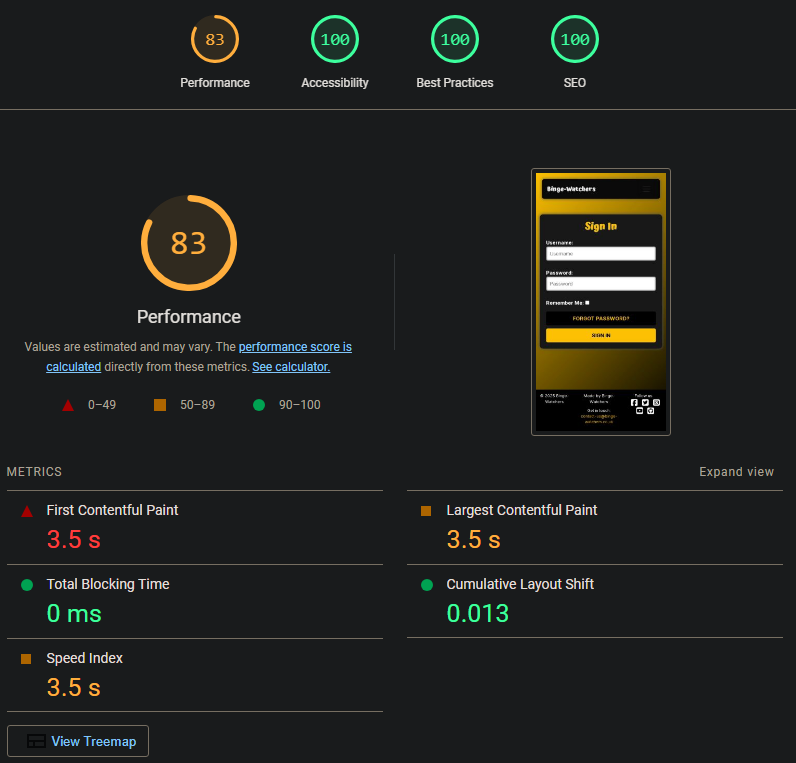 83 100 100 100
Performance Accessibility Best Practices SEO
83
Performance
Values are estimated and may vary. The performance score is
calculated directly from these metrics. See calculator.
0–49 50–89 90–100
Binge-Watchers
Sign In
Username:
Username
Password:
Password
Remember Me:
FORGOT PASSWORD?
SIGN IN
© 2023 Binge-
Watchers
Made by Binge-
Watchers
Get in touch:
Follow us
METRICS Expand view
First Contentful Paint
3.5 s
Largest Contentful Paint
3.5 s
Total Blocking Time
0 ms
Cumulative Layout Shift
0.013
Speed Index
3.5 s
View Treemap